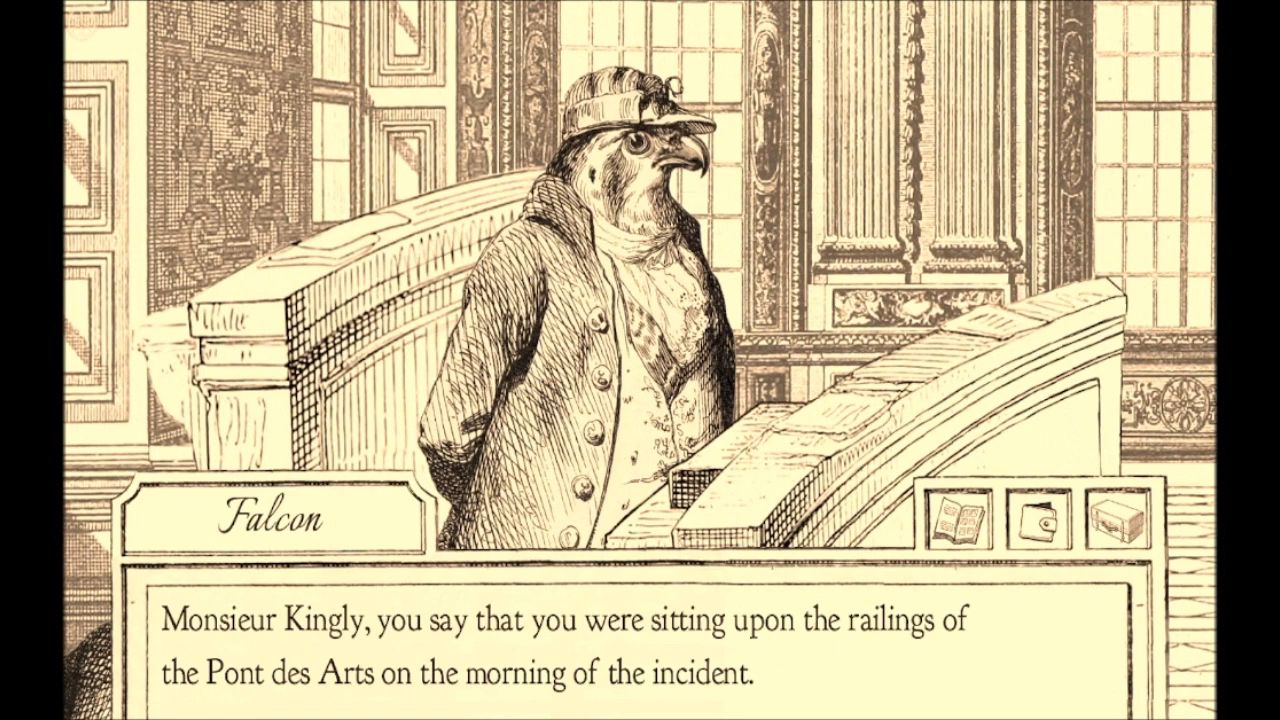 Falcon
Monsieur Kingly, you say that you were sitting upon the railings of
the Pont des Arts on the morning of the incident.